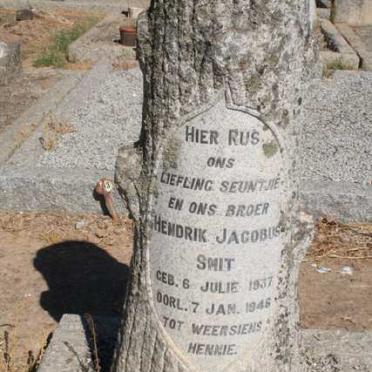 HIER RUS
ONS
LIEFLING SEUNTJIE
EN ONS BROER
HENDRIK JACOBUS
SMIT
GEB. 6 JULIE 1937
OORL. 7 JAN. 1946
TOT WEERSIENS
HENNIE.